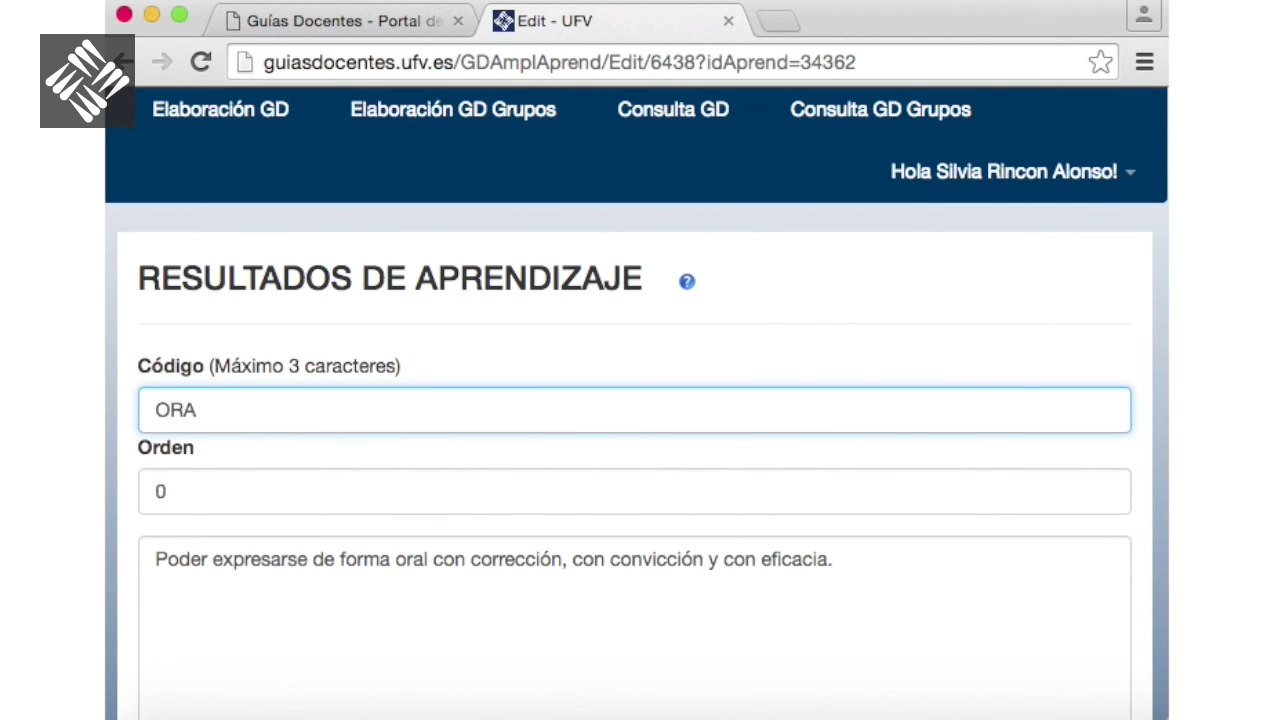 Guías Docentes - Portal de
Edit - UFV
guiasdocentes.ufv.es/GDAmplAprend/Edit/6438?idAprend=34362
Elaboración GD
Elaboración GD Grupos
Consulta GD
Consulta GD Grupos
Hola Silvia Rincon Alonso!
RESULTADOS DE APRENDIZAJE
?
Código (Máximo 3 caracteres)
ORA
Orden
0
Poder expresarse de forma oral con corrección, con convicción y con eficacia.